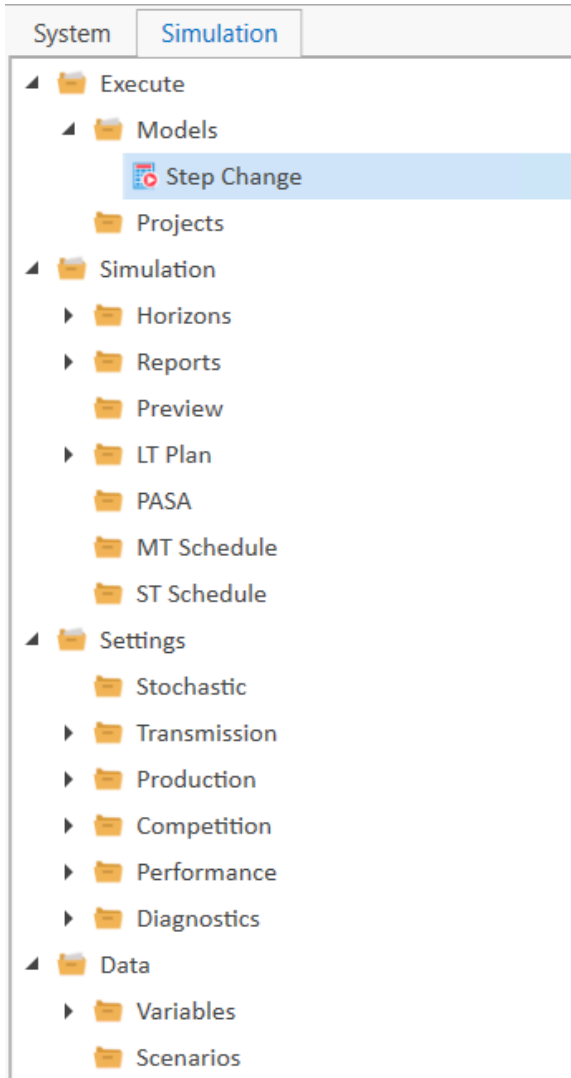 System Simulation
Execute
Models
Step Change
Projects
Simulation
Horizons
Reports
Preview
LT Plan
PASA
MT Schedule
ST Schedule
Settings
Stochastic
Transmission
Production
Competition
Performance
Diagnostics
Data
Variables
Scenarios